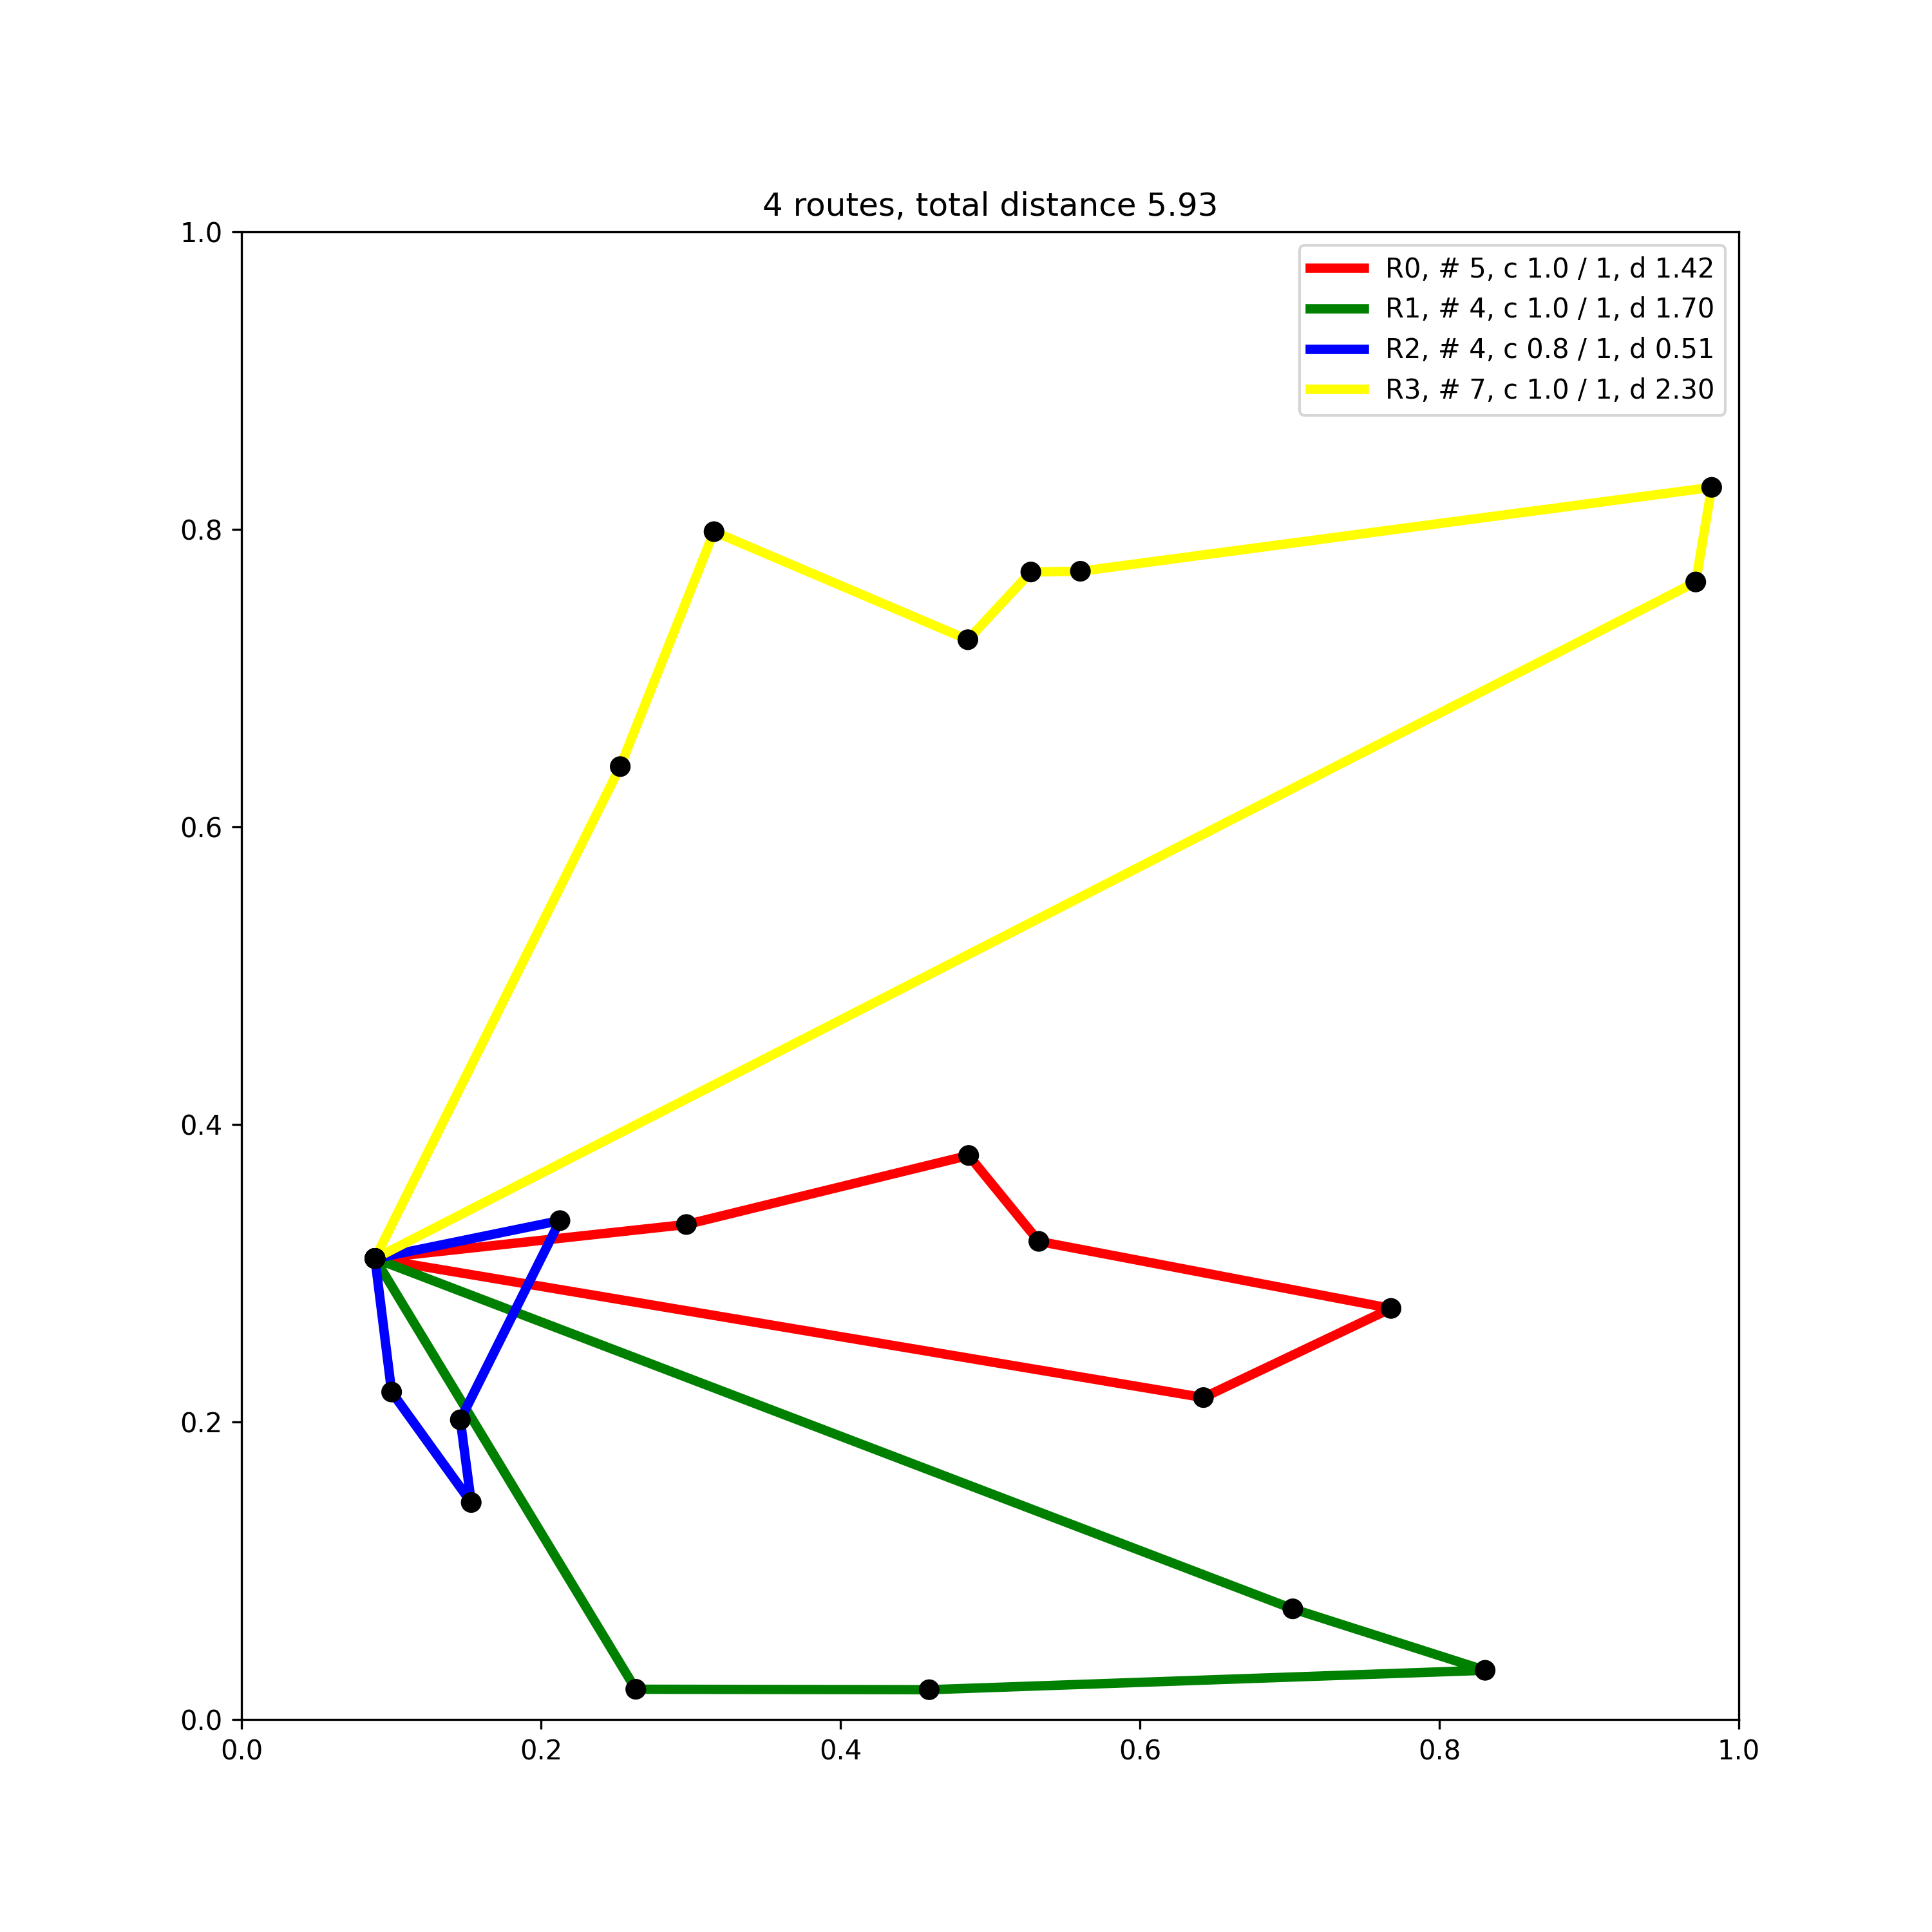 4 routes, total distance 5.93
R0, # 5, c 1.0 / 1, d 1.42
R1, # 4, c 1.0 / 1, d 1.70
R2, # 4, c 0.8 / 1, d 0.51
R3, # 7, c 1.0 / 1, d 2.30
1.0
0.8
0.6
0.4
0.2
0.0
0.0 0.2 0.4 0.6 0.8 1.0